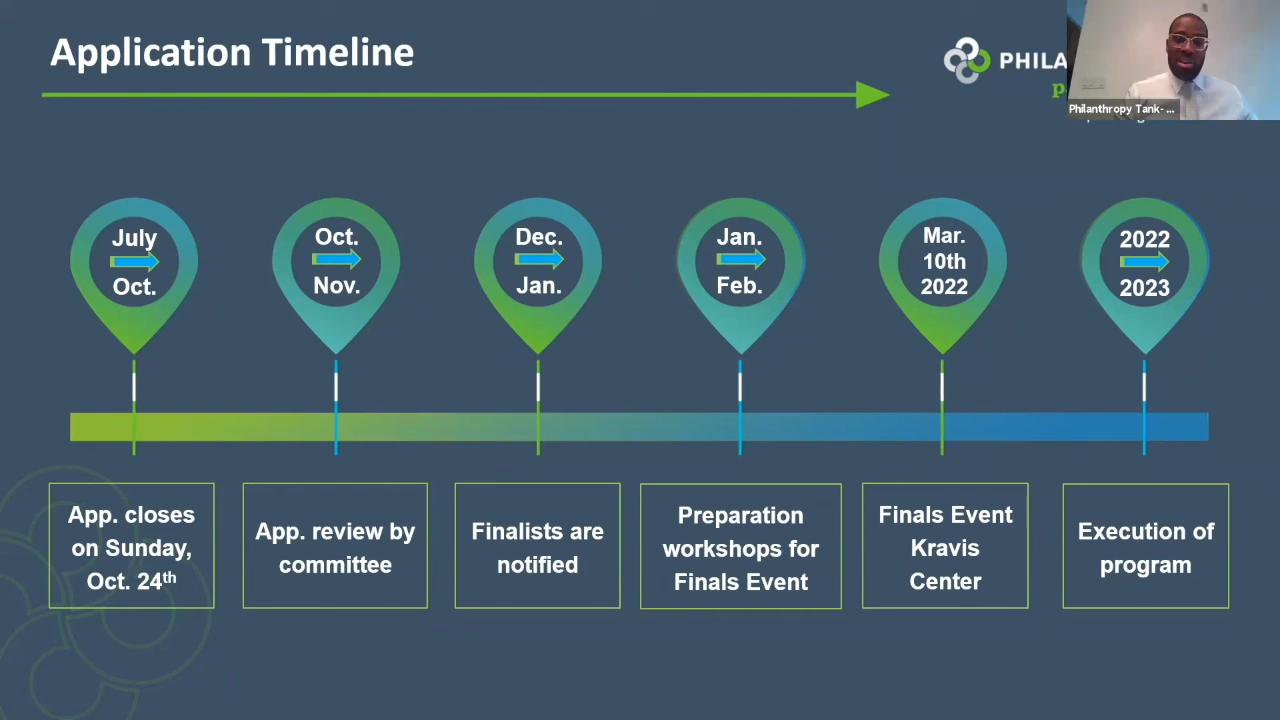 Application Timeline
PHILA
Philanthropy Tank- ...
July
Oct.
Oct.
Nov.
Dec.
Jan.
Jan.
Feb.
Mar.
10th
2022
2022
2023
App. closes
on Sunday,
Oct. 24th
App. review by
committee
Finalists are
notified
Preparation
workshops for
Finals Event
Finals Event
Kravis
Center
Execution of
program